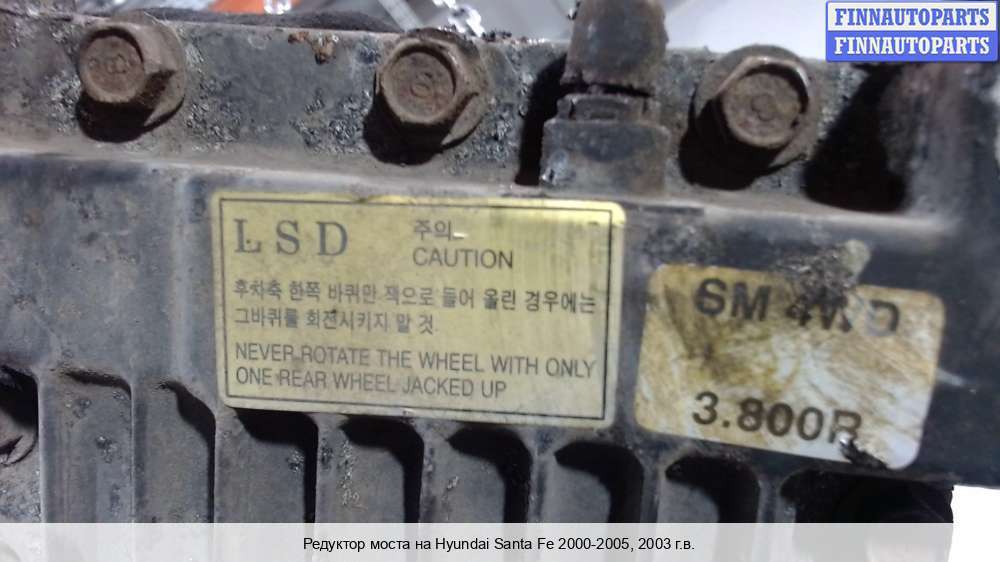 FINNAUTOPARTS
FINNAUTOPARTS
LSD
주의
CAUTION
후차축 한쪽 바퀴만 잭으로 들어 올린 경우에는
그바퀴를 회전시키지 말 것.
NEVER ROTATE THE WHEEL WITH ONLY
ONE REAR WHEEL JACKED UP
SM 4WD
3.800R
Редуктор моста на Hyundai Santa Fe 2000-2005, 2003 г.в.